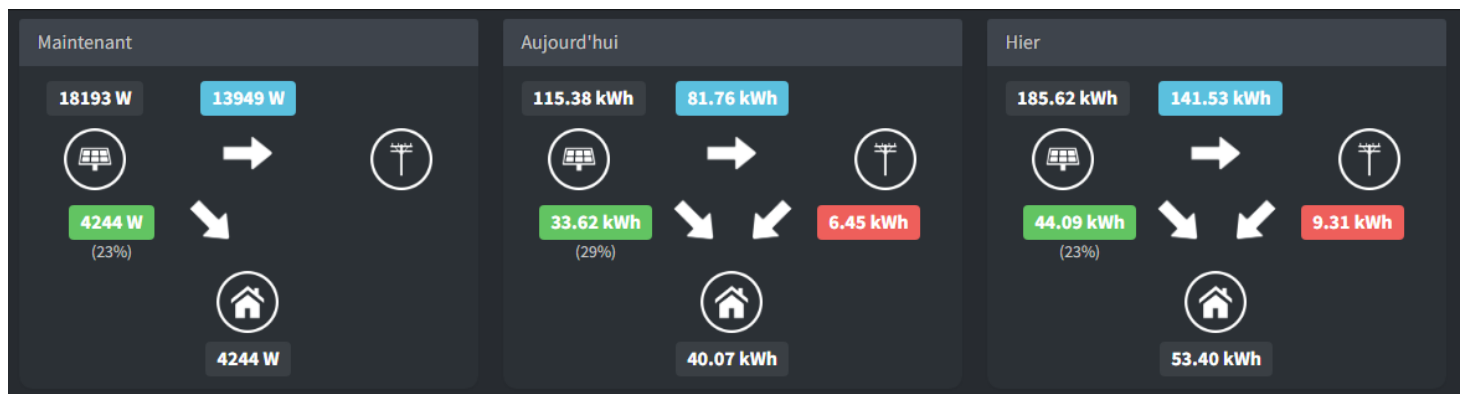 Maintenant
18193 W
13949 W
4244 W
(23%)
4244 W
Aujourd'hui
115.38 kWh
81.76 kWh
33.62 kWh
6.45 kWh
(29%)
40.07 kWh
Hier
185.62 kWh
141.53 kWh
44.09 kWh
9.31 kWh
(23%)
53.40 kWh